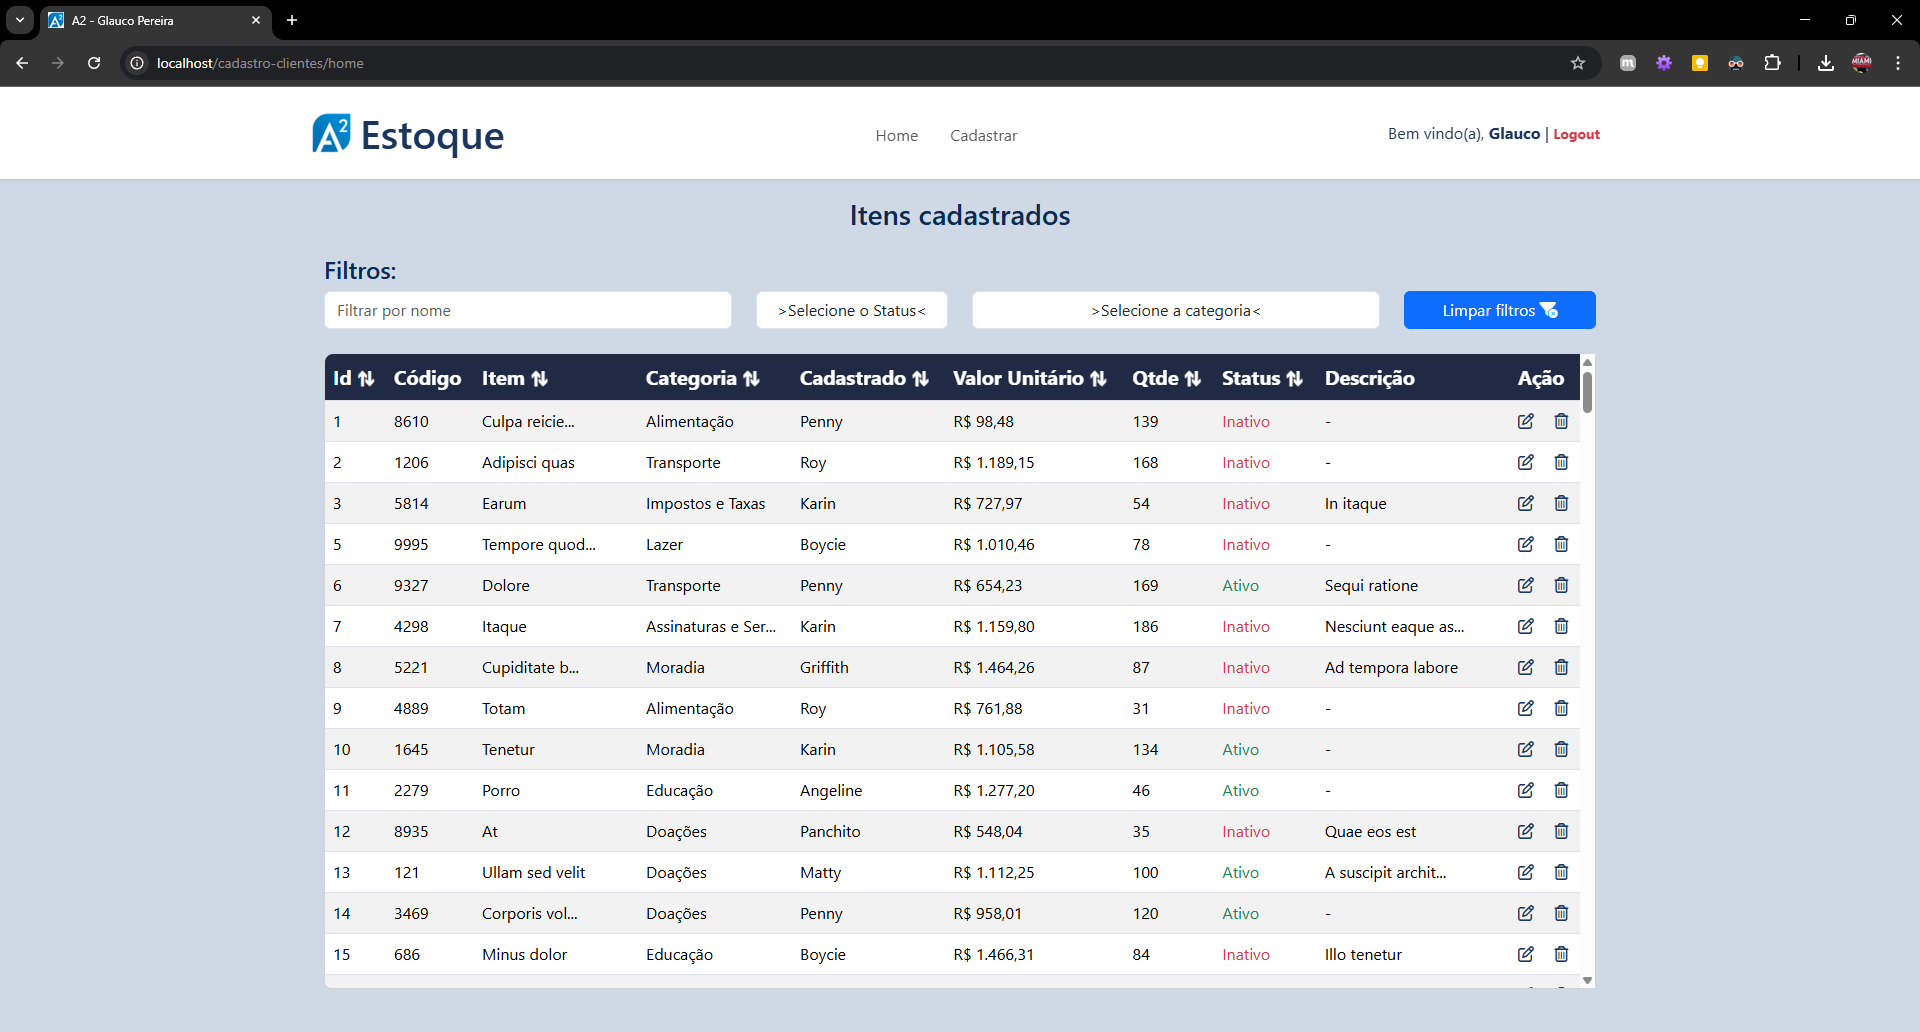 A2 - Glauco Pereira
localhost/cadastro-clientes/home
A2 Estoque
Home Cadastrar
Bem vindo(a), Glauco | Logout
Itens cadastrados
Filtros:
Filtrar por nome >Selecione o Status< >Selecione a categoria< Limpar filtros
Id Código Item Categoria Cadastrado Valor Unitário Qtde Status Descrição Ação
1 8610 Culpa reicie... Alimentação Penny R$ 98,48 139 Inativo -
2 1206 Adipisci quas Transporte Roy R$ 1.189,15 168 Inativo -
3 5814 Earum Impostos e Taxas Karin R$ 727,97 54 Inativo In itaque
5 9995 Tempore quod... Lazer Boycie R$ 1.010,46 78 Inativo -
6 9327 Dolore Transporte Penny R$ 654,23 169 Ativo Sequi ratione
7 4298 Itaque Assinaturas e Ser... Karin R$ 1.159,80 186 Inativo Nesciunt eaque as...
8 5221 Cupiditate b... Moradia Griffith R$ 1.464,26 87 Inativo Ad tempora labore
9 4889 Totam Alimentação Roy R$ 761,88 31 Inativo -
10 1645 Tenetur Moradia Karin R$ 1.105,58 134 Ativo -
11 2279 Porro Educação Angeline R$ 1.277,20 46 Ativo -
12 8935 At Doações Panchito R$ 548,04 35 Inativo Quae eos est
13 121 Ullam sed velit Doações Matty R$ 1.112,25 100 Ativo A suscipit archit...
14 3469 Corporis vol... Doações Penny R$ 958,01 120 Ativo -
15 686 Minus dolor Educação Boycie R$ 1.466,31 84 Inativo Illo tenetur